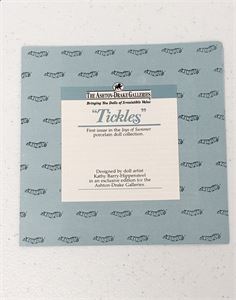 THE ASHTON-DRAKE GALLERIES
Bringing You Dolls of Irresistible Value
"Tickles"
First issue in the Joys of Summer
porcelain doll collection.
Designed by doll artist
Kathy Barry-Hippensteel
in an exclusive edition for the
Ashton-Drake Galleries.